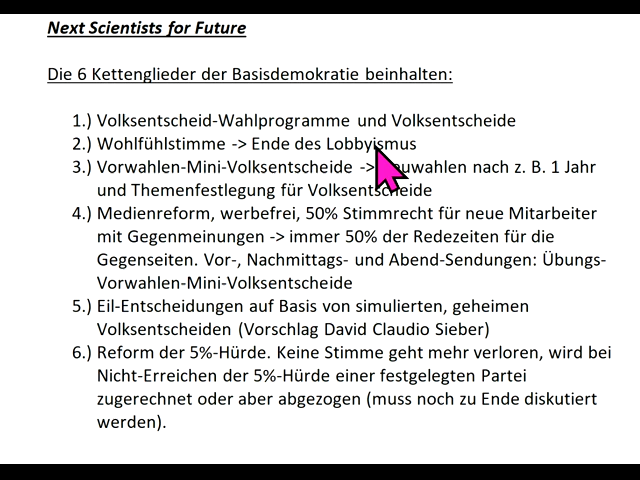 Next Scientists for Future
Die 6 Kettenglieder der Basisdemokratie beinhalten:
1.) Volksentscheid-Wahlprogramme und Volksentscheide
2.) Wohlfühlstimme -> Ende des Lobbyismus
3.) Vorwahlen-Mini-Volksentscheide -> Neuwahlen nach z. B. 1 Jahr
und Themenfestlegung für Volksentscheide
4.) Medienreform, werbefrei, 50% Stimmrecht für neue Mitarbeiter
mit Gegenmeinungen -> immer 50% der Redezeiten für die
Gegenseiten. Vor-, Nachmittags- und Abend-Sendungen: Übungs-
Vorwahlen-Mini-Volksentscheide
5.) Eil-Entscheidungen auf Basis von simulierten, geheimen
Volksentscheiden (Vorschlag David Claudio Sieber)
6.) Reform der 5%-Hürde. Keine Stimme geht mehr verloren, wird bei
Nicht-Erreichen der 5%-Hürde einer festgelegten Partei
zugerechnet oder aber abgezogen (muss noch zu Ende diskutiert
werden).